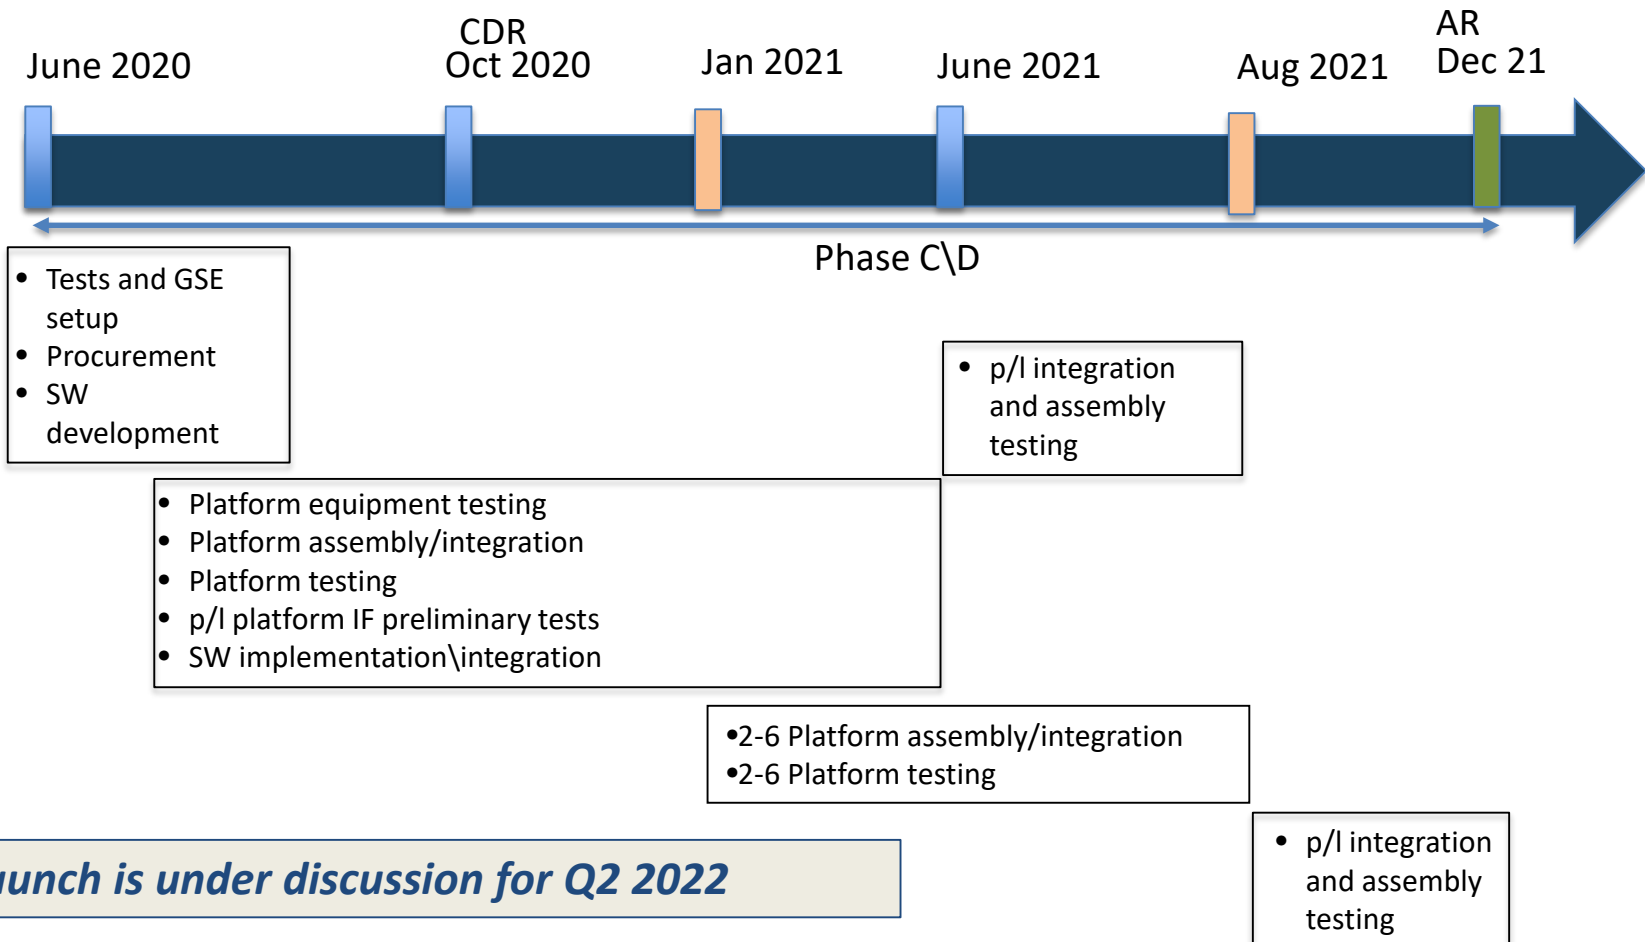 June 2020
CDR
Oct 2020
Jan 2021
June 2021
Aug 2021
AR
Dec 21
Phase C\D
• Tests and GSE
setup
• Procurement
• SW
development
• p/l integration
and assembly
testing
• Platform equipment testing
• Platform assembly/integration
• Platform testing
• p/l platform IF preliminary tests
• SW implementation\integration
•2-6 Platform assembly/integration
•2-6 Platform testing
is under discussion for Q2 2022
• p/l integration
and assembly
testing